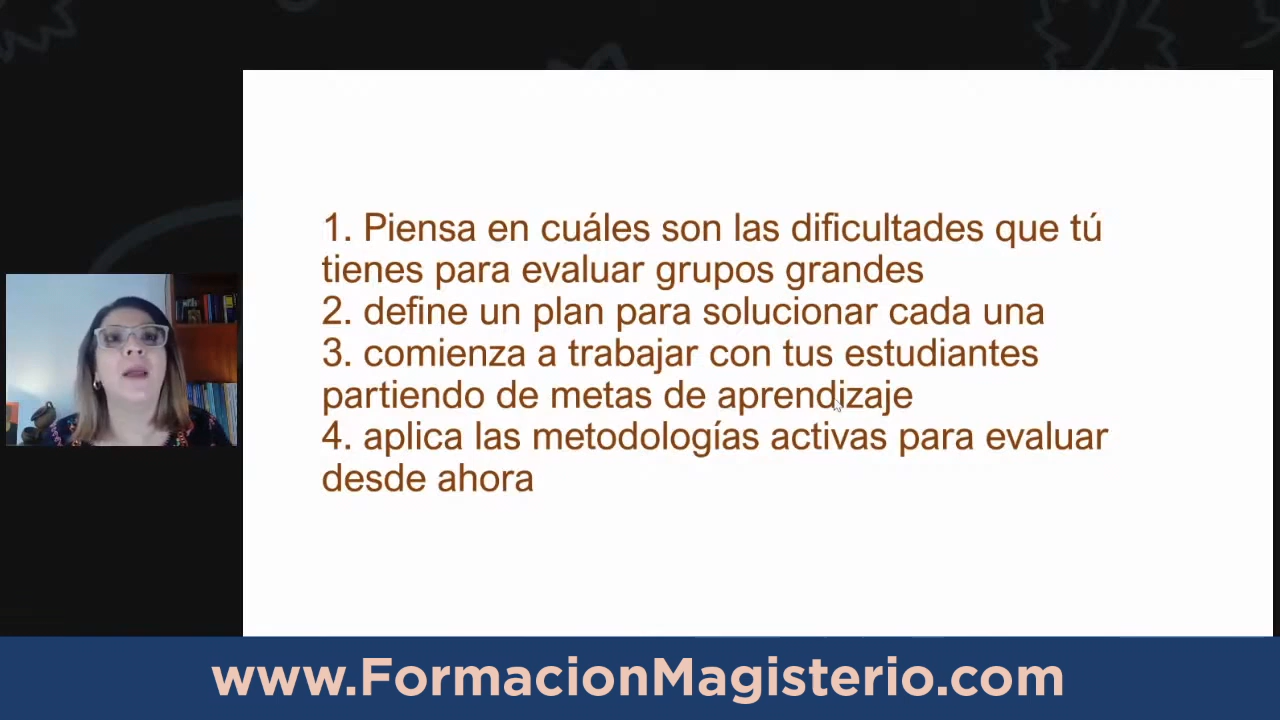 1. Piensa en cuáles son las dificultades que tú
tienes para evaluar grupos grandes
2. define un plan para solucionar cada una
3. comienza a trabajar con tus estudiantes
partiendo de metas de aprendizaje
4. aplica las metodologías activas para evaluar
desde ahora
www.FormacionMagisterio.com